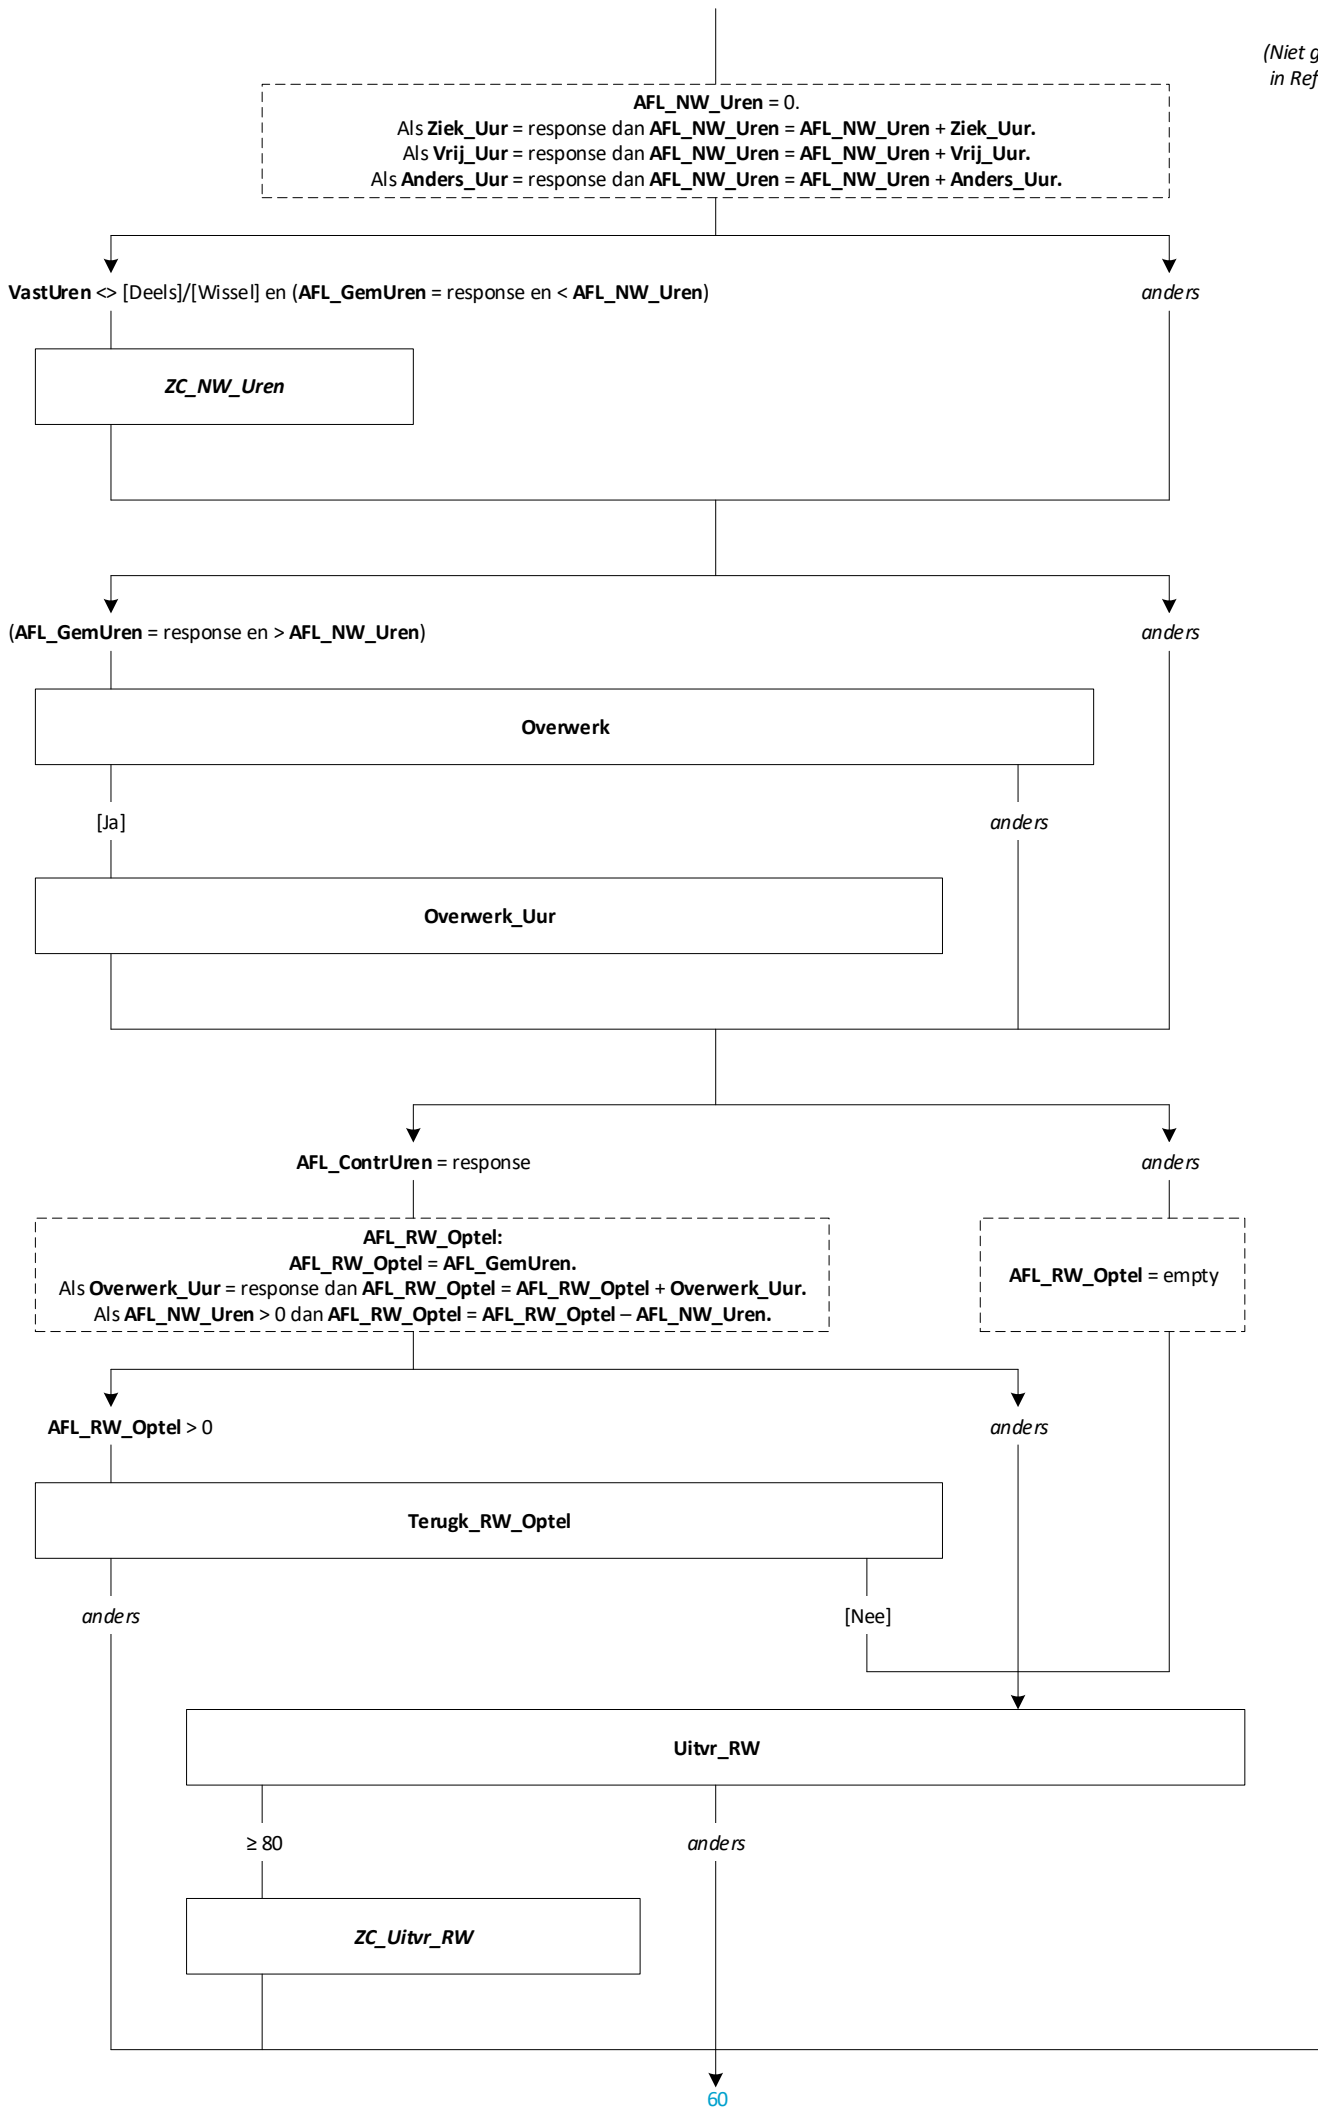 (Niet g
in Ref
AFL_NW_Uren = 0.
Als Ziek_Uur = response dan AFL_NW_Uren = AFL_NW_Uren + Ziek_Uur.
Als Vrij_Uur = response dan AFL_NW_Uren = AFL_NW_Uren + Vrij_Uur.
Als Anders_Uur = response dan AFL_NW_Uren = AFL_NW_Uren + Anders_Uur.
VastUren <> [Deels]/[Wissel] en (AFL_GemUren = response en < AFL_NW_Uren)
anders
ZC_NW_Uren
(AFL_GemUren = response en > AFL_NW_Uren)
anders
Overwerk
[Ja]
anders
Overwerk_Uur
AFL_ContrUren = response
anders
AFL_RW_Optel:
AFL_RW_Optel = AFL_GemUren.
Als Overwerk_Uur = response dan AFL_RW_Optel = AFL_RW_Optel + Overwerk_Uur.
Als AFL_NW_Uren > 0 dan AFL_RW_Optel = AFL_RW_Optel – AFL_NW_Uren.
AFL_RW_Optel = empty
AFL_RW_Optel > 0
anders
Terugk_RW_Optel
anders
[Nee]
Uitvr_RW
≥ 80
anders
ZC_Uitvr_RW
60